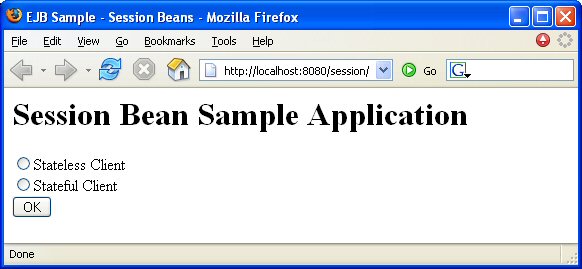 EJB Sample - Session Beans - Mozilla Firefox
File Edit View Go Bookmarks Tools Help
http://localhost:8080/session/ Go G
Session Bean Sample Application
Stateless Client
Stateful Client
OK
Done